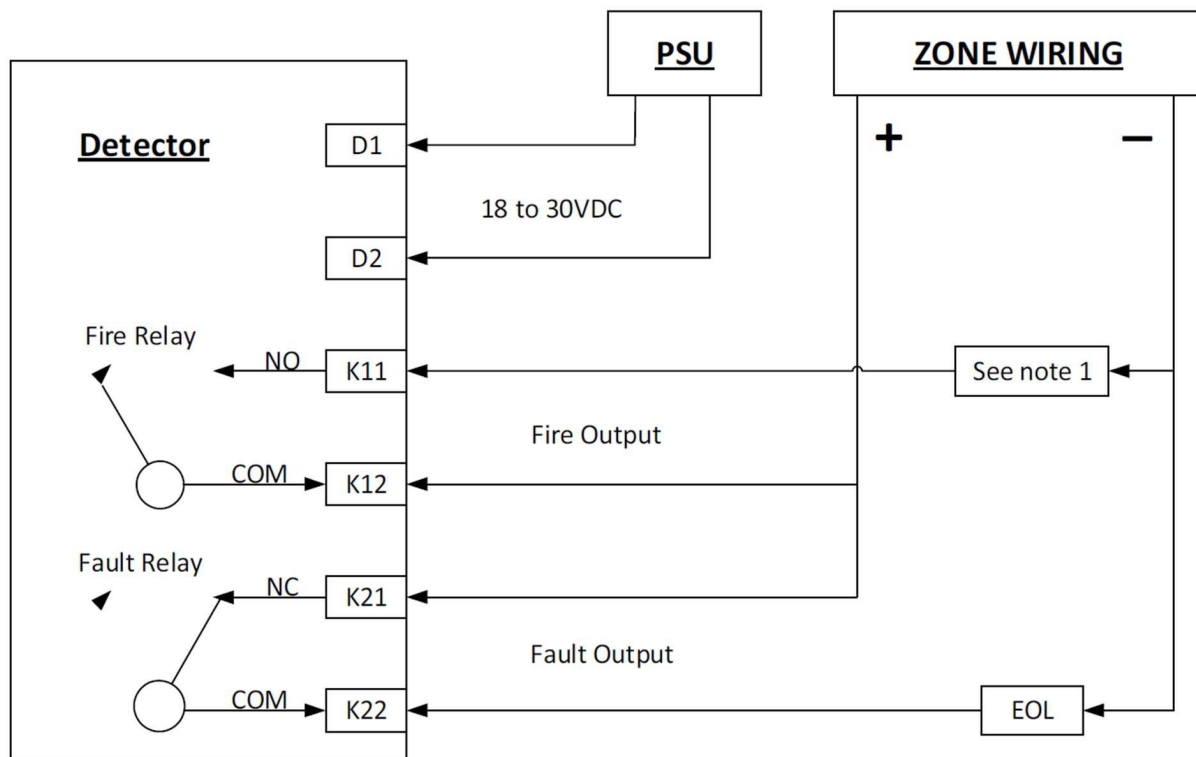 PSU
ZONE WIRING
+
−
Detector
D1
18 to 30VDC
D2
Fire Relay
NO
K11
See note 1
Fire Output
COM
K12
Fault Relay
NC
K21
Fault Output
COM
K22
EOL